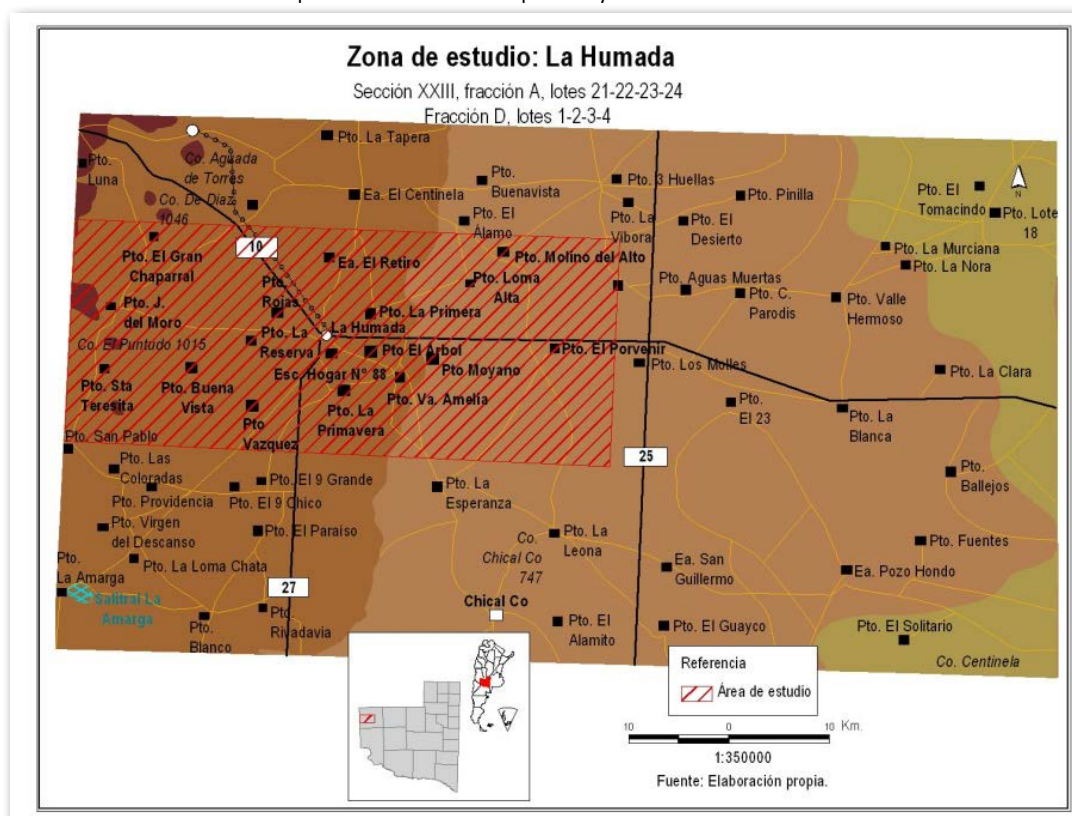 Zona de estudio: La Humada
Sección XXIII, fracción A, lotes 21-22-23-24
Fracción D, lotes 1-2-3-4
Pto. La Tapera
Pto.
Luna
Co. Aguada
de Torres
Co. De Diaz
1046
Ea. El Centinela
Pto.
Buenavista
Pto. El
Álamo
Pto. 3 Huellas
Pto. La
Vibora
Pto. El
Desierto
Pto. Pinilla
Pto. El
Tomacindo
N
Pto. Lote
18
Pto. La Murciana
Pto. La Nora
10
Pto. El Gran
Chaparral
Ea. El Retiro
Pto. Molino del Alto
Pto. Loma
Alta
Pto. Aguas Muertas
Pto. C.
Parodis
Pto. Valle
Hermoso
Pto. J.
del Moro
Pto.
Rojas
Pto. La Primera
La Humada
Co. El Puntudo 1015
Pto. La
Reserva
Pto El Arbol
Esc. Hogar N° 88
Pto Moyano
Pto. El Porvenir
Pto. Los Molles
Pto. La Clara
Pto. Sta
Teresita
Pto. Buena
Vista
Pto. Va. Amelia
Pto. La
Primavera
Pto
Vazquez
Pto.
El 23
Pto. La
Blanca
25
Pto. San Pablo
Pto. Las
Coloradas
Pto. Providencia
Pto. El 9 Grande
Pto. El 9 Chico
Pto. La
Esperanza
Pto.
Ballejos
Pto. Virgen
del Descanso
Pto. El Paraiso
Pto. La
Leona
Co.
Chical Co
747
Pto. Fuentes
Pto.
La Amarga
Pto. La Loma Chata
Ea. San
Guillermo
Ea. Pozo Hondo
Salitral La
Amarga
27
Chical Co
Pto.
Blanco
Pto.
Rivadavia
Pto. El
Alamito
Pto. El Guayco
Pto. El Solitario
Co. Centinela
Referencia
Área de estudio
10 0 10 Km.
1:350000
Fuente: Elaboración propia.